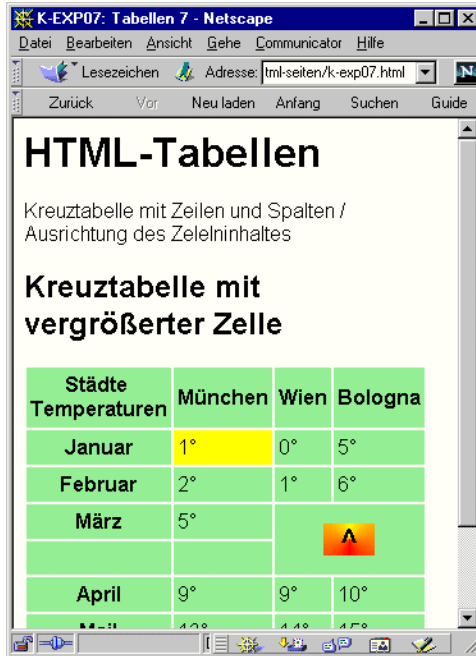 K-EXP07: Tabellen 7 - Netscape
Datei Bearbeiten Ansicht Gehe Communicator Hilfe
Lesezeichen Adresse: tml-seiten/k-exp07.html N
Zurück Vor Neu laden Anfang Suchen Guide
HTML-Tabellen
Kreuztabelle mit Zeilen und Spalten /
Ausrichtung des Zelelninhaltes
Kreuztabelle mit
vergrößerter Zelle
Städte
Temperaturen München Wien Bologna
Januar 1° 0° 5°
Februar 2° 1° 6°
März 5°
Λ
April 9° 9° 10°